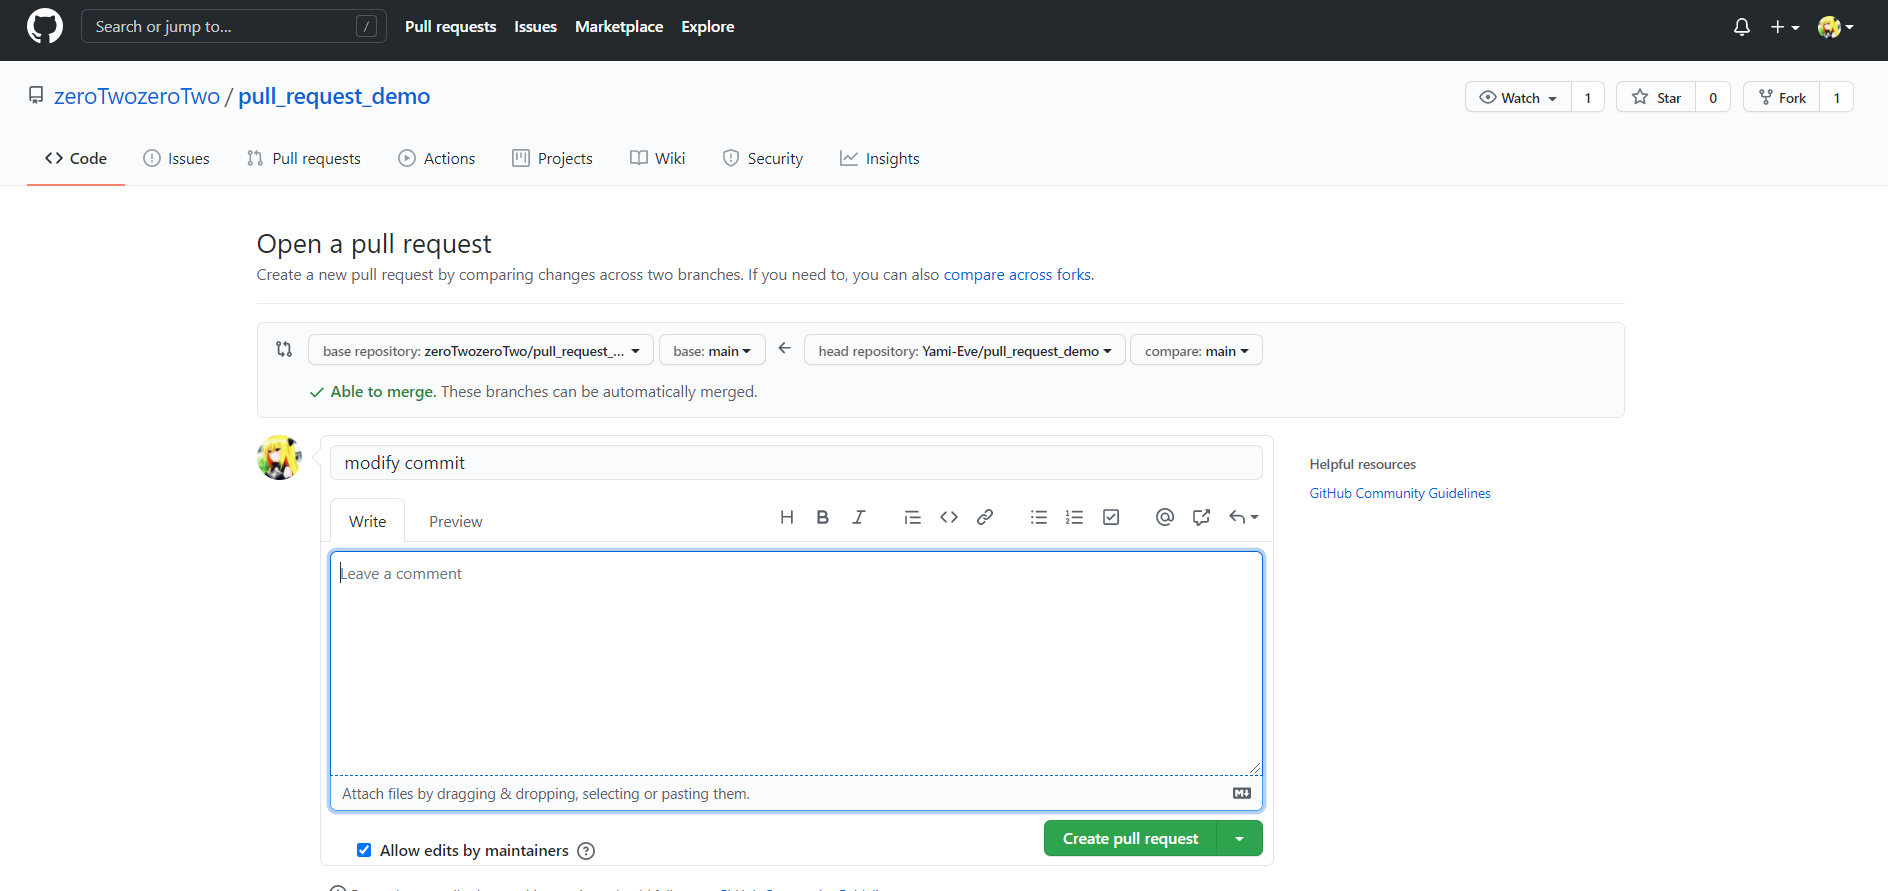 Search or jump to... / Pull requests Issues Marketplace Explore
zeroTwozeroTwo / pull_request_demo Watch 1 Star 0 Fork 1
Code Issues Pull requests Actions Projects Wiki Security Insights
Open a pull request
Create a new pull request by comparing changes across two branches. If you need to, you can also compare across forks.
base repository: zeroTwozeroTwo/pull_request_... base: main head repository: Yami-Eve/pull_request_demo compare: main
Able to merge. These branches can be automatically merged.
modify commit
Helpful resources
GitHub Community Guidelines
Write Preview
Leave a comment
Attach files by dragging & dropping, selecting or pasting them.
Allow edits by maintainers
Create pull request